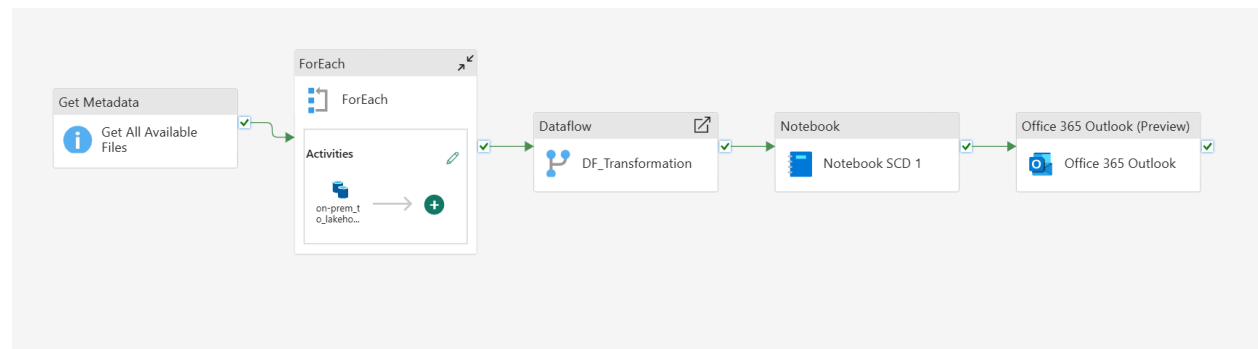 Get Metadata
Get All Available
Files
ForEach
ForEach
Activities
on-prem_t
o_lakeho...
Dataflow
DF_Transformation
Notebook
Notebook SCD 1
Office 365 Outlook (Preview)
Office 365 Outlook